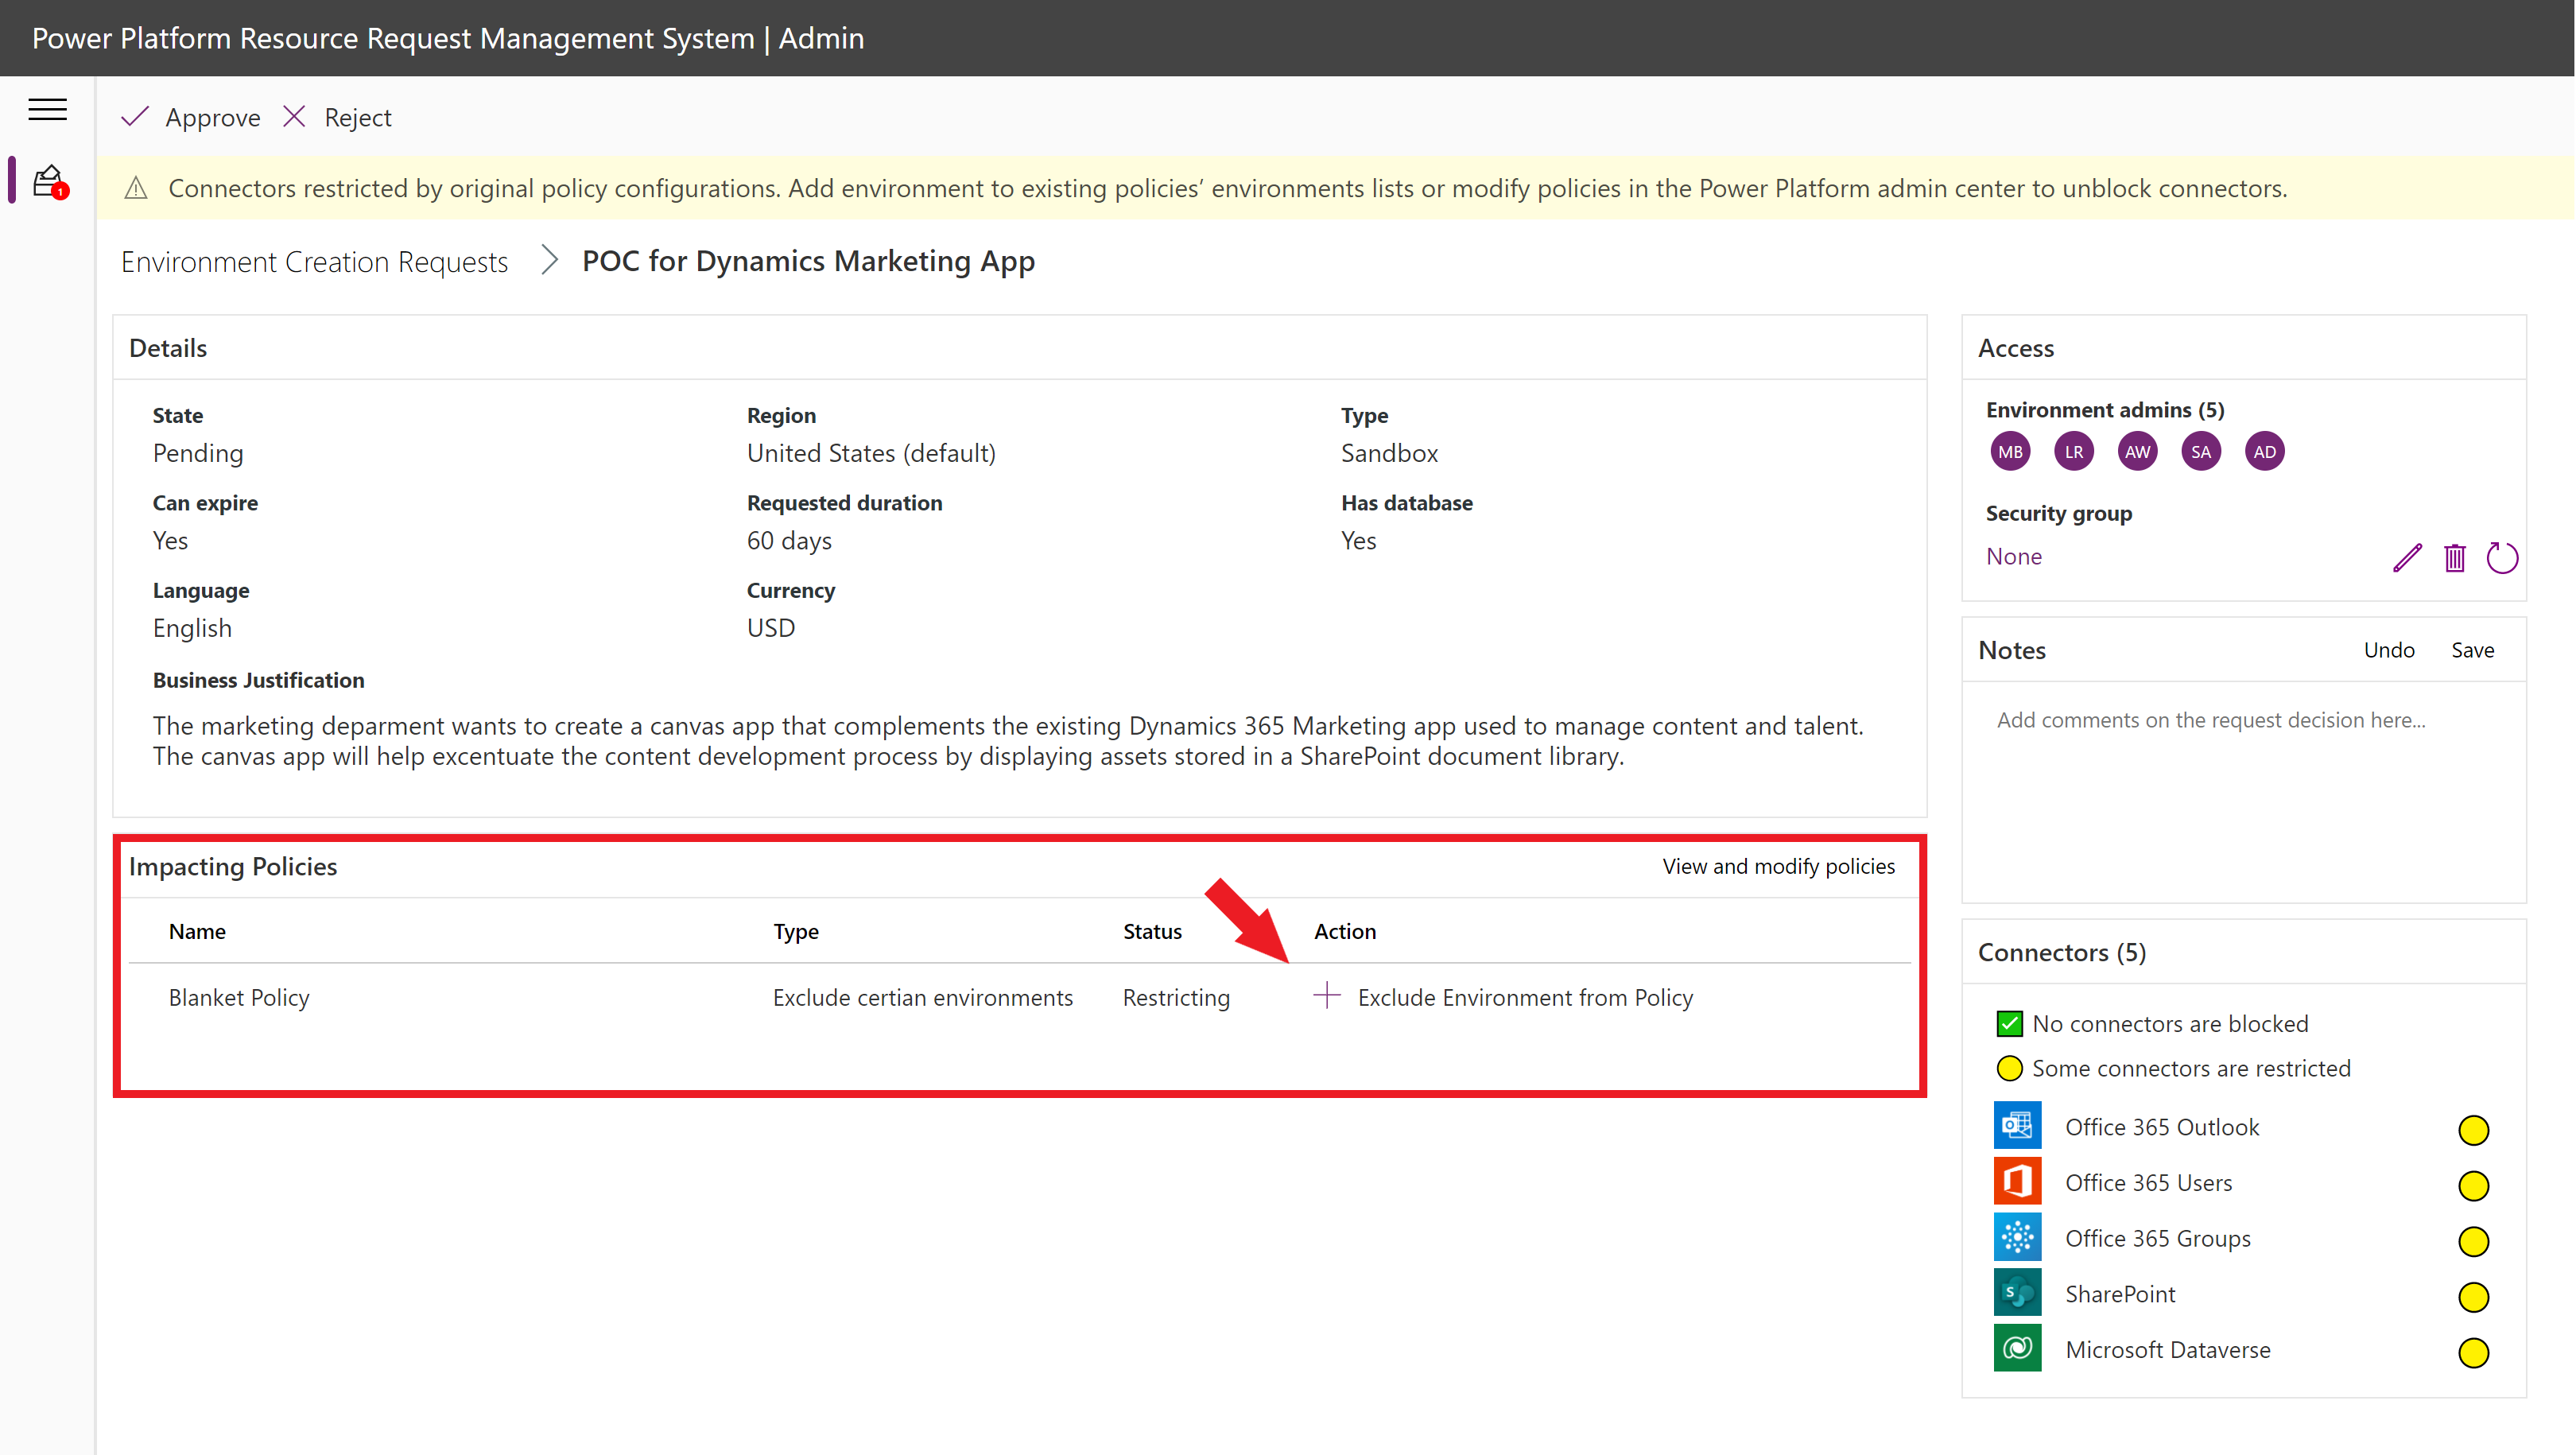 Power Platform Resource Request Management System | Admin
Approve Reject
1
Connectors restricted by original policy configurations. Add environment to existing policies’ environments lists or modify policies in the Power Platform admin center to unblock connectors.
Environment Creation Requests POC for Dynamics Marketing App
Details
State Region Type
Pending United States (default) Sandbox
Can expire Requested duration Has database
Yes 60 days Yes
Language Currency
English USD
Business Justification
The marketing deparment wants to create a canvas app that complements the existing Dynamics 365 Marketing app used to manage content and talent.
The canvas app will help excentuate the content development process by displaying assets stored in a SharePoint document library.
Impacting Policies View and modify policies
Name Type Status Action
Blanket Policy Exclude certian environments Restricting Exclude Environment from Policy
Access
Environment admins (5)
MB LR AW SA AD
Security group
None
Notes Undo Save
Add comments on the request decision here...
Connectors (5)
No connectors are blocked
Some connectors are restricted
Office 365 Outlook
Office 365 Users
Office 365 Groups
SharePoint
Microsoft Dataverse